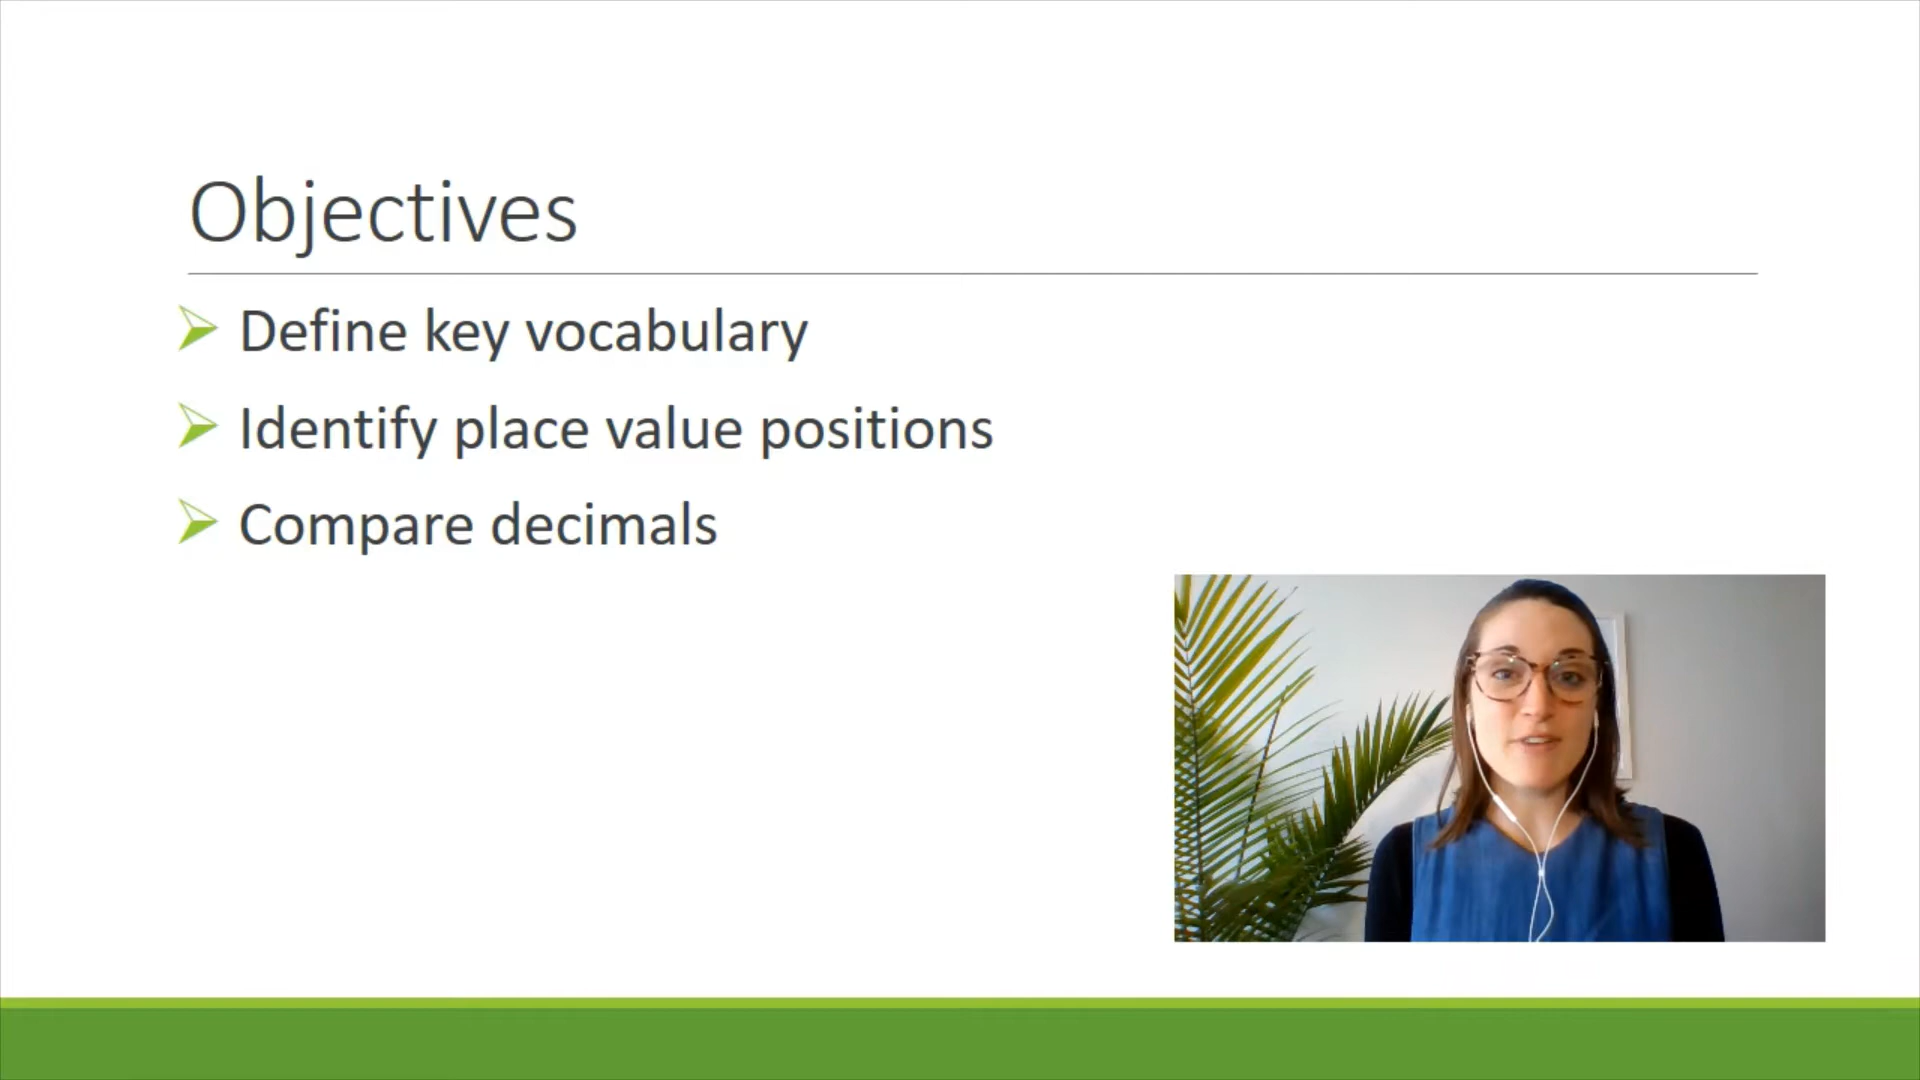 Objectives
Define key vocabulary
Identify place value positions
Compare decimals